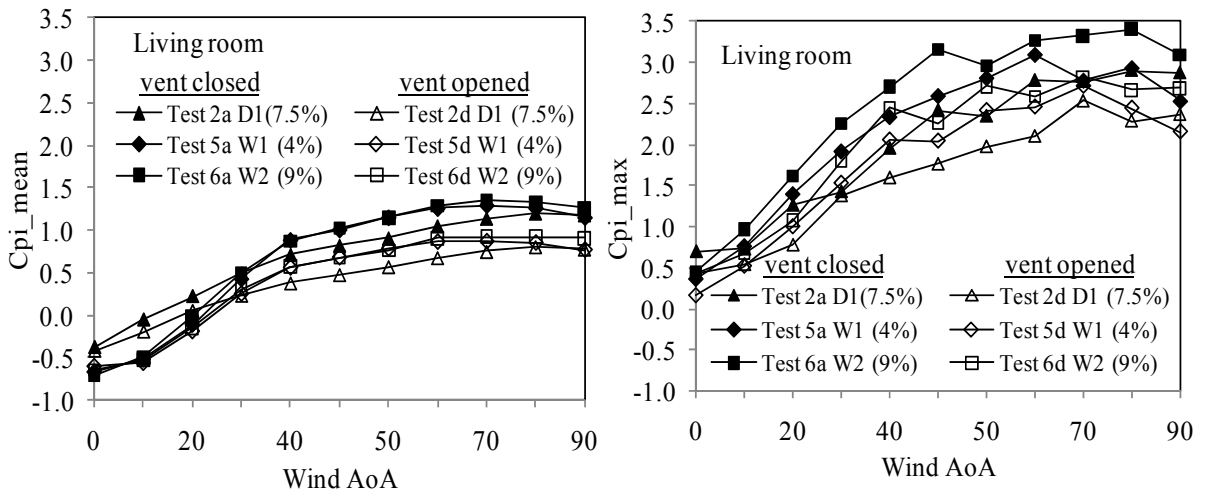 3.5
3.0
2.5
2.0
1.5
1.0
0.5
0.0
-0.5
-1.0
Cpi_mean
Living room
vent closed vent opened
Test 2a D1(7.5%) Test 2d D1 (7.5%)
Test 5a W1 (4%) Test 5d W1 (4%)
Test 6a W2 (9%) Test 6d W2 (9%)
0 10 20 30 40 50 60 70 80 90
Wind AoA
3.5
3.0
2.5
2.0
1.5
1.0
0.5
0.0
-0.5
-1.0
Cpi_max
Living room
vent closed vent opened
Test 2a D1(7.5%) Test 2d D1 (7.5%)
Test 5a W1 (4%) Test 5d W1 (4%)
Test 6a W2 (9%) Test 6d W2 (9%)
0 10 20 30 40 50 60 70 80 90
Wind AoA